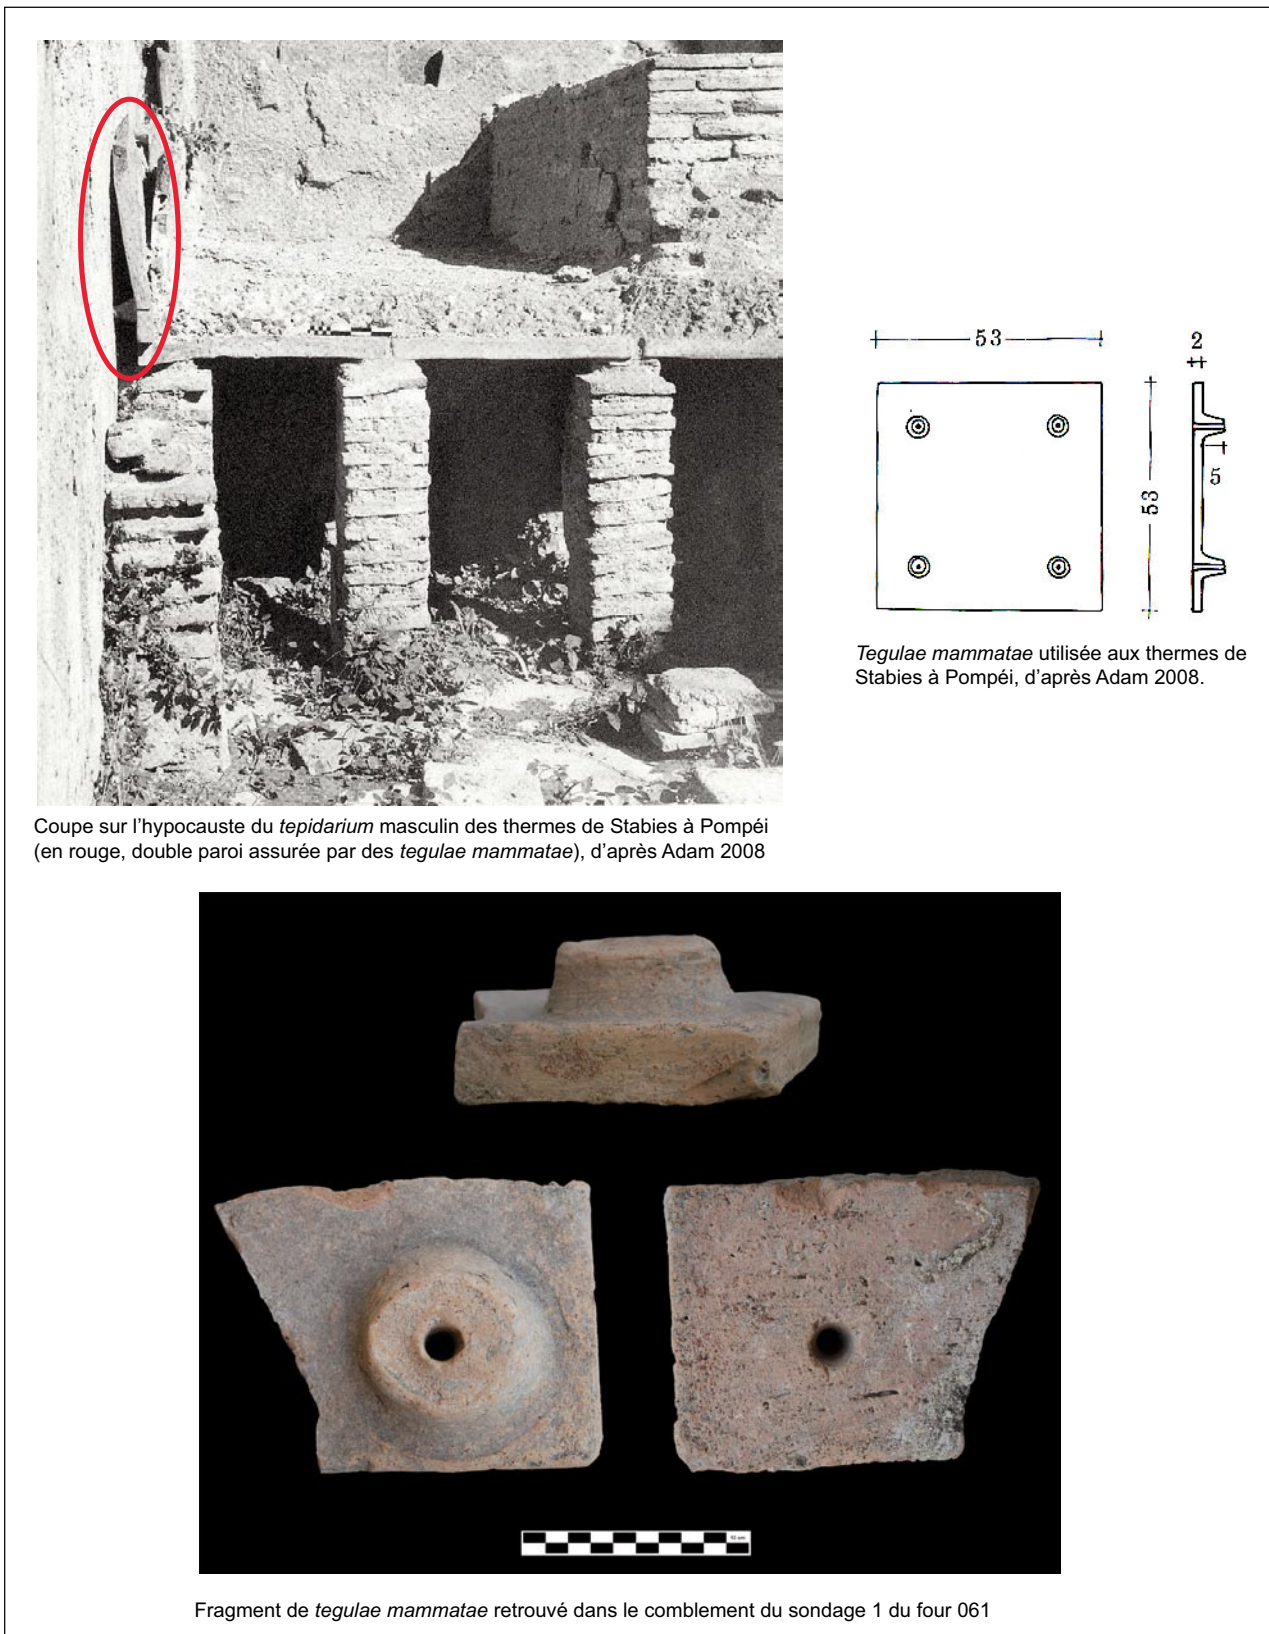 53
2
5
53
Tegulae mammatae utilisée aux thermes de
Stabies à Pompéi, d'après Adam 2008.
Coupe sur l'hypocauste du tepidarium masculin des thermes de Stabies à Pompéi
(en rouge, double paroi assurée par des tegulae mammatae), d'après Adam 2008
10 cm
Fragment de tegulae mammatae retrouvé dans le comblement du sondage 1 du four 061